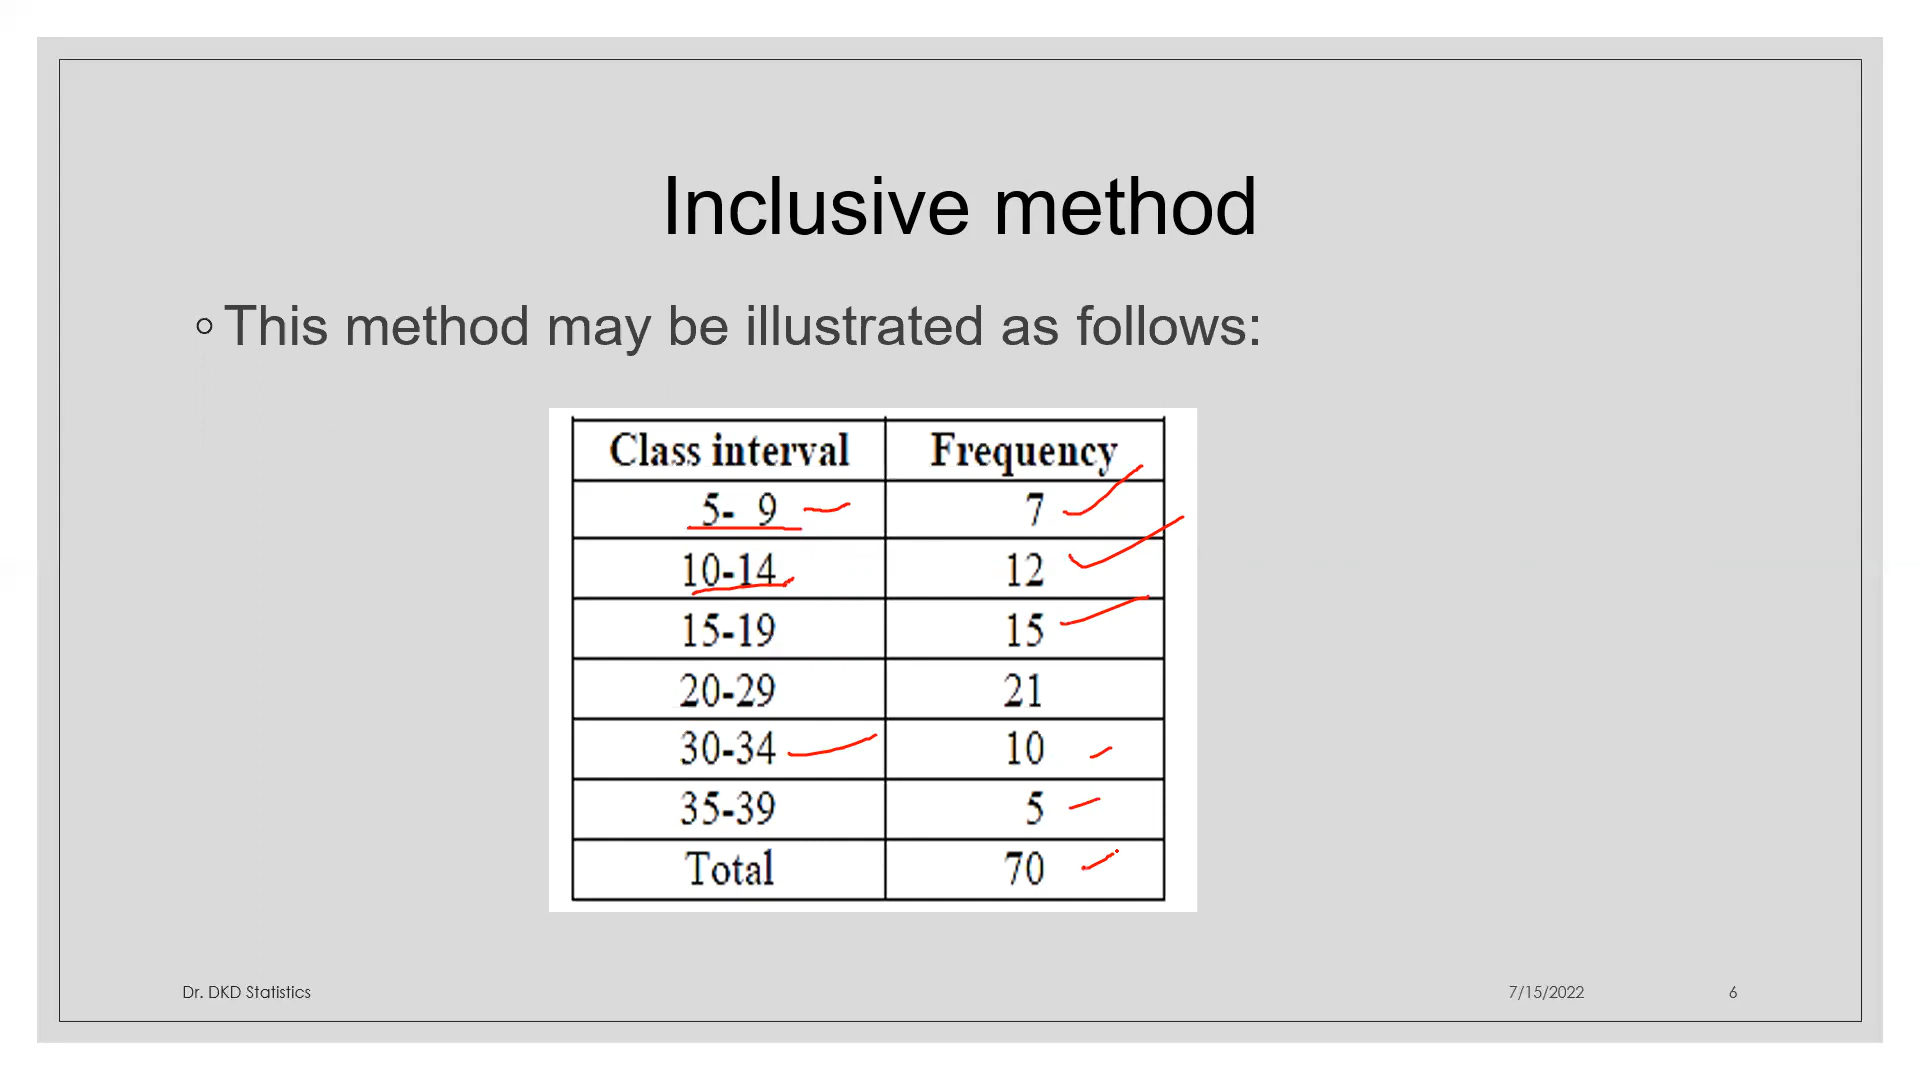 Inclusive method
This method may be illustrated as follows:
Class interval Frequency
5- 9 7
10-14 12
15-19 15
20-29 21
30-34 10
35-39 5
Total 70
Dr. DKD Statistics 7/15/2022 6